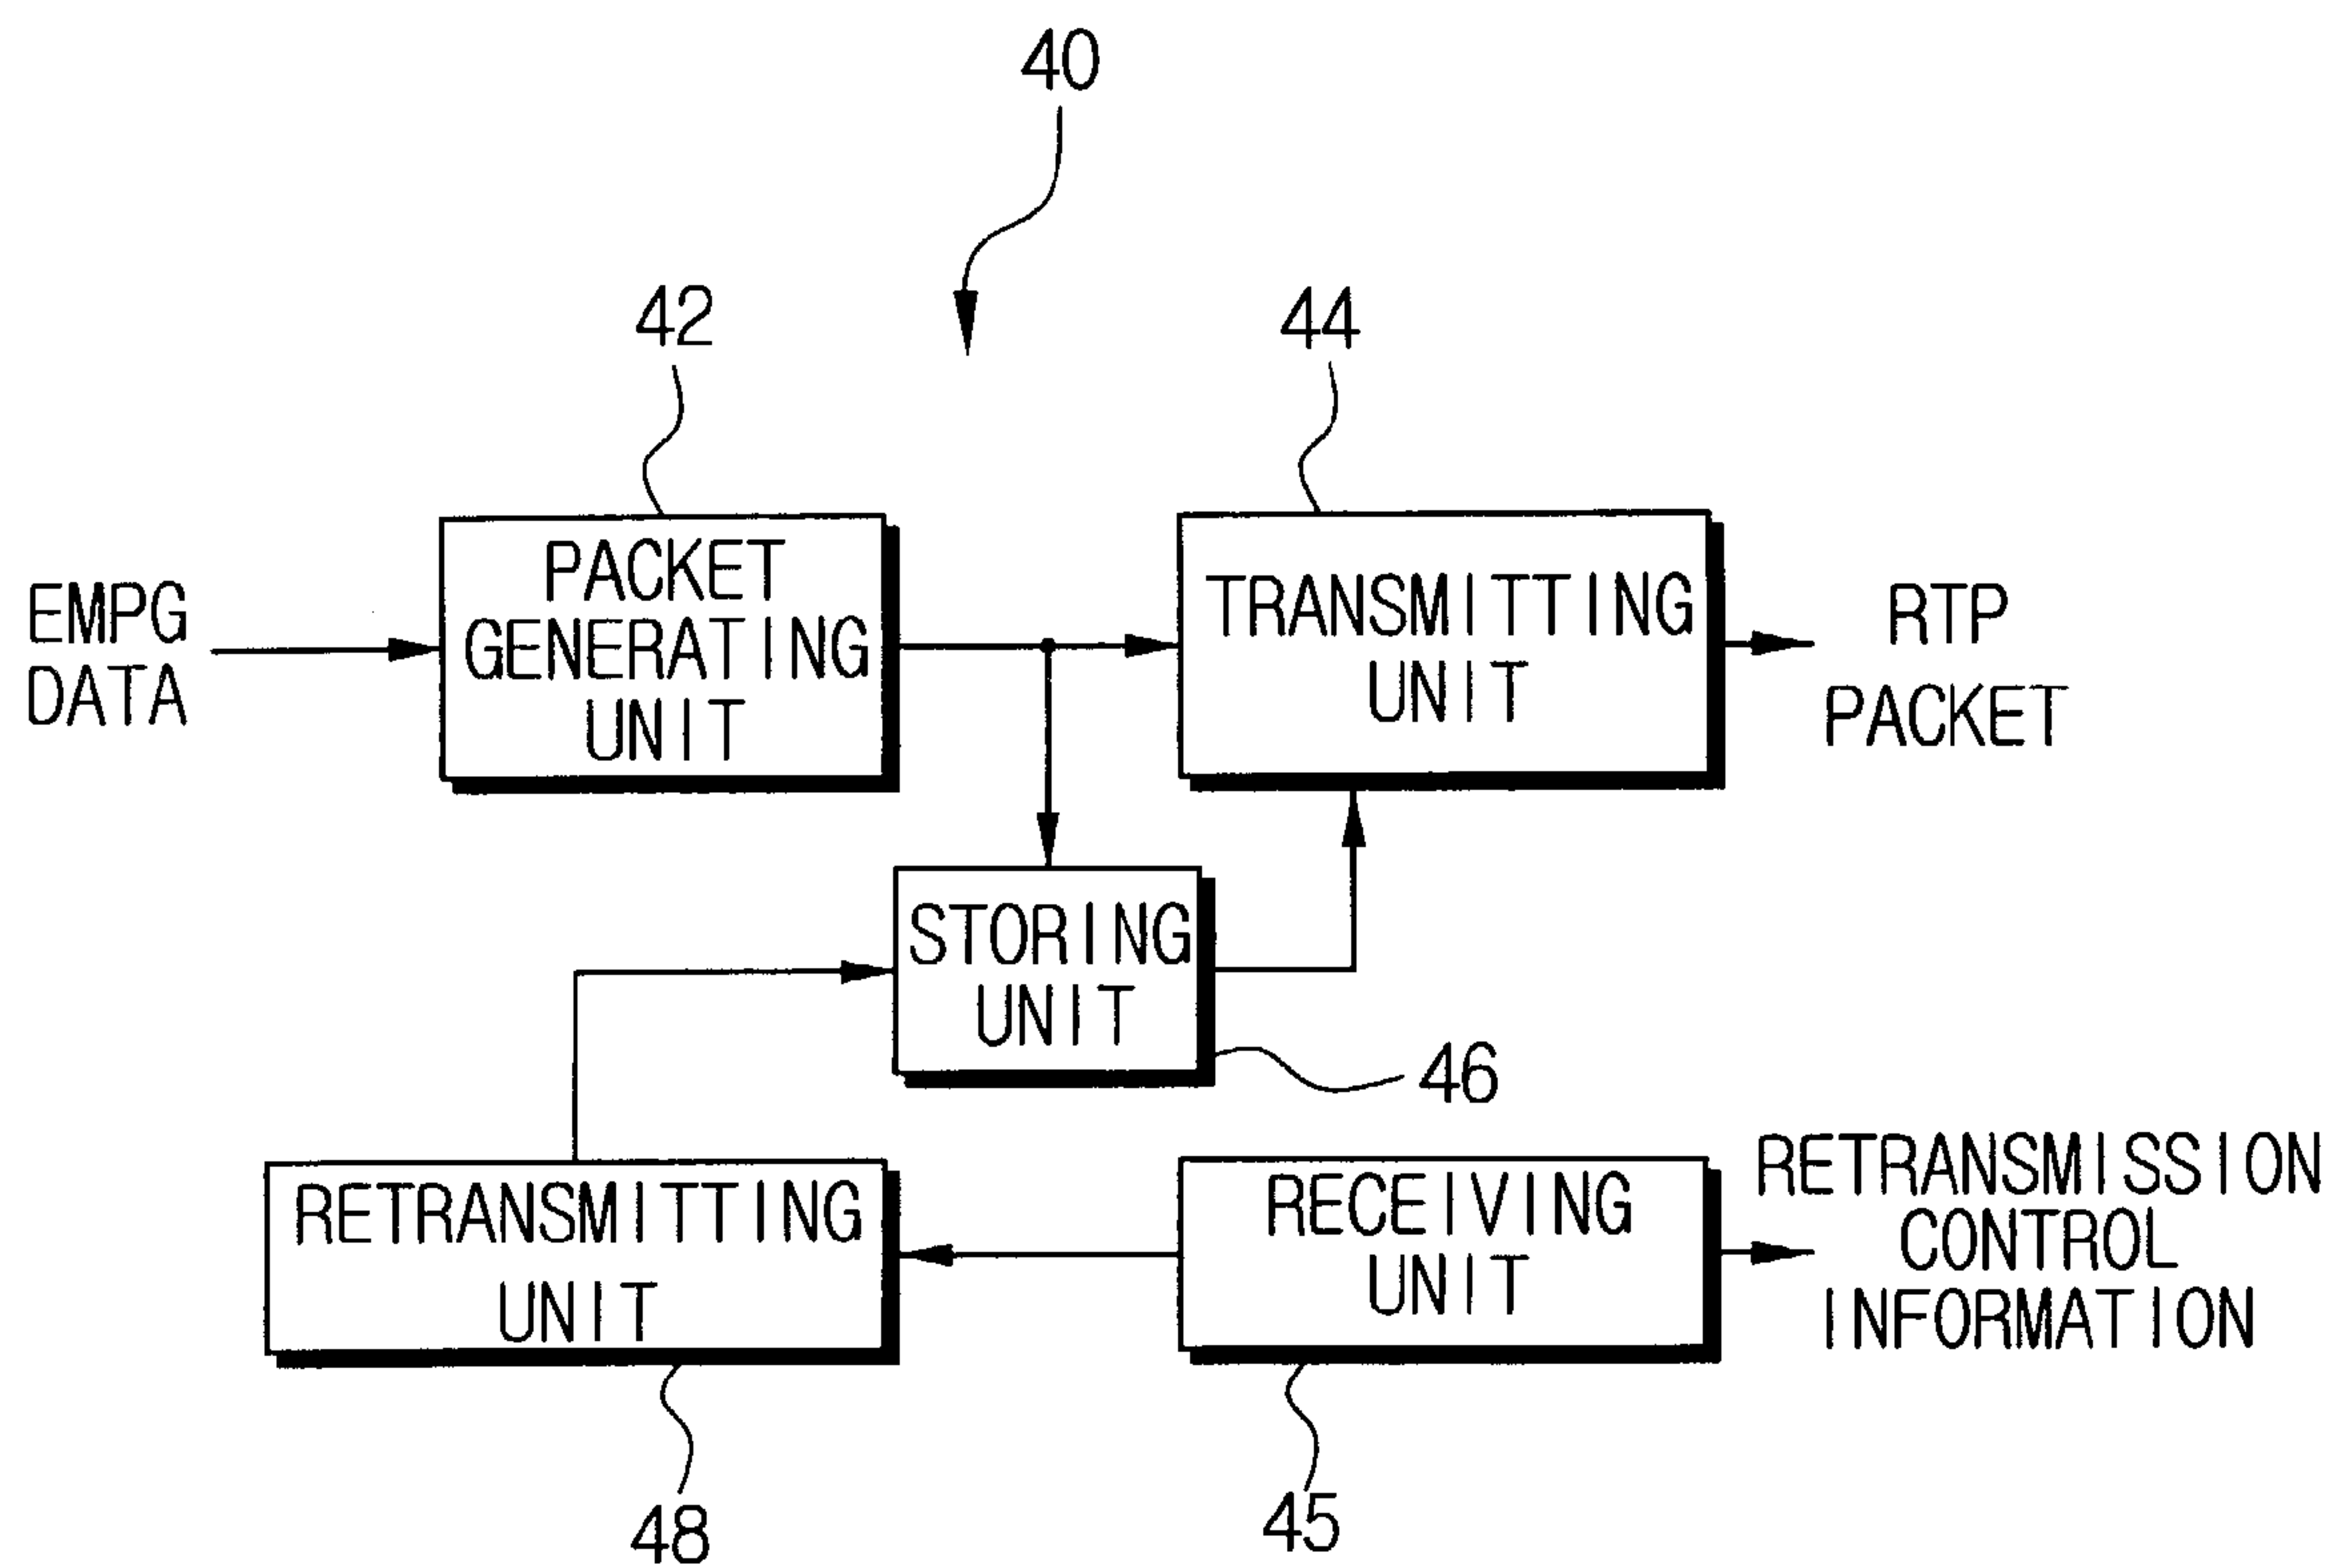 40
42
44
EMPG
DATA
PACKET
GENERATING
UNIT
TRANSMITTING
UNIT
RTP
PACKET
STORING
UNIT
46
RETRANSMITTING
UNIT
RECEIVING
UNIT
RETRANSMISSION
CONTROL
INFORMATION
48
45